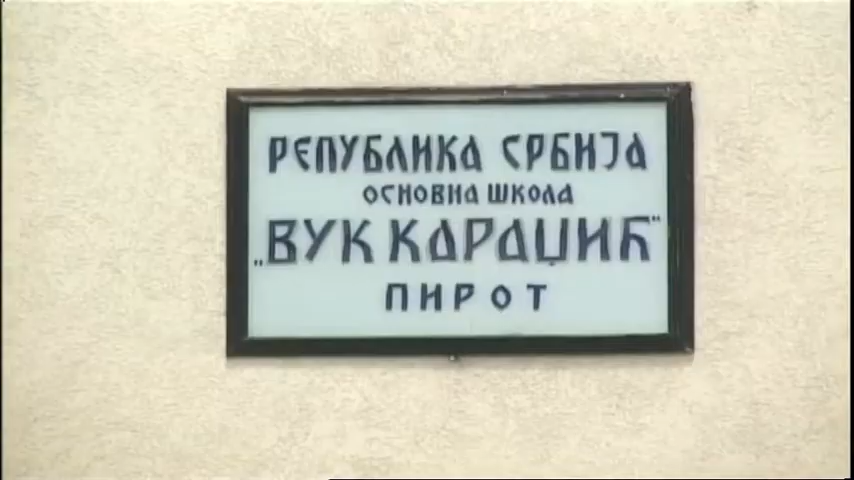 РЕПУБЛИКА СРБИЈА
ОСНОВНА ШКОЛА
„ВУК КАРАЏИЋ”
ПИРОТ